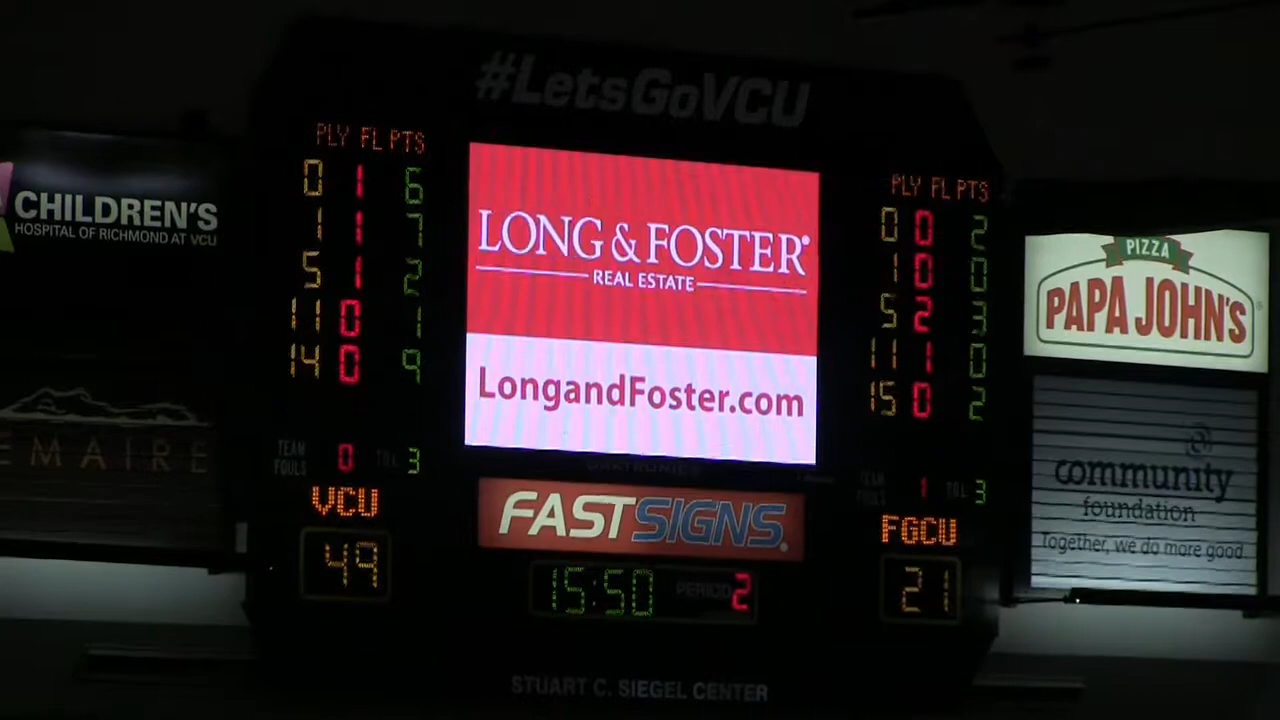 #LetsGoVCU
PLY FL PTS
0 1 6
1 1 7
5 1 2
11 0 1
14 0 9
TEAM FOULS 0 TOL 3
VCU
49
LONG & FOSTER®
REAL ESTATE
LongandFoster.com
DAKTRONICS
FASTSIGNS.
15:50 PERIOD 2
PLY FL PTS
0 0 2
1 0 0
5 2 3
11 1 0
15 0 2
TEAM FOULS 1 TOL 3
FGCU
21
STUART C. SIEGEL CENTER
CHILDREN'S
HOSPITAL OF RICHMOND AT VCU
EMAIRE
PIZZA
PAPA JOHN'S
community
foundation
Together, we do more good